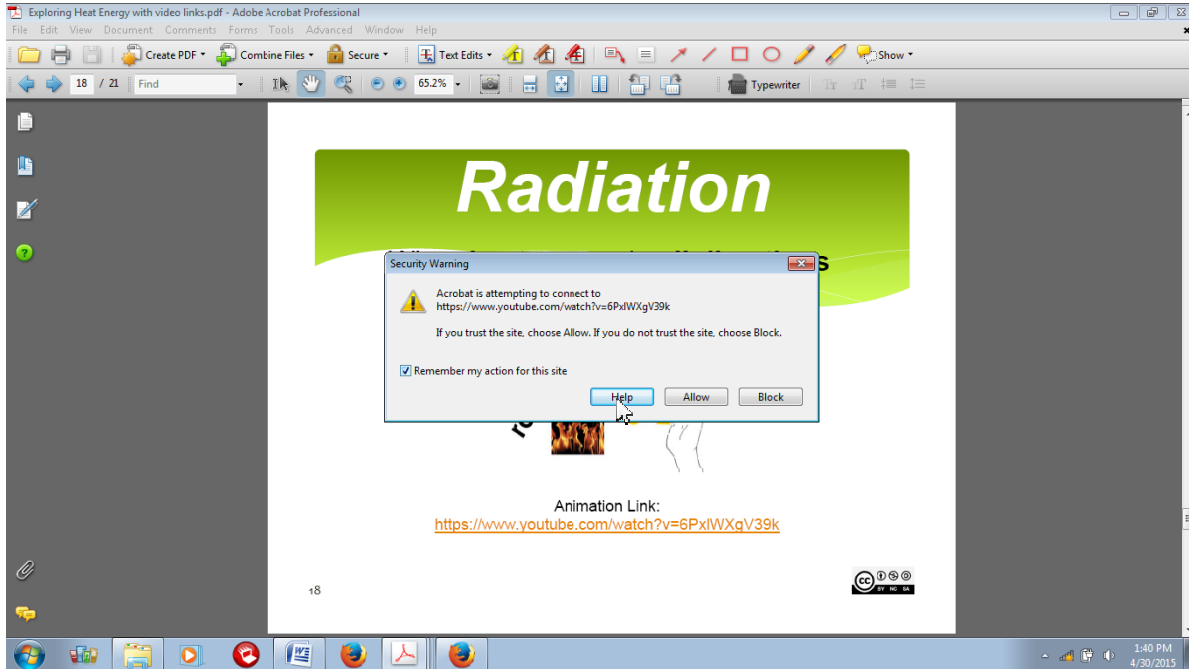 Exploring Heat Energy with video links.pdf - Adobe Acrobat Professional
File Edit View Document Comments Forms Tools Advanced Window Help
Create PDF Combine Files Secure Text Edits Show
18 / 21 Find 65.2% Typewriter
Radiation
s
Security Warning
Acrobat is attempting to connect to
https://www.youtube.com/watch?v=6PxlWXgV39k
If you trust the site, choose Allow. If you do not trust the site, choose Block.
Remember my action for this site
Help Allow Block
Animation Link:
https://www.youtube.com/watch?v=6PxlWXgV39k
18
cc BY NC SA
1:40 PM
4/30/2015